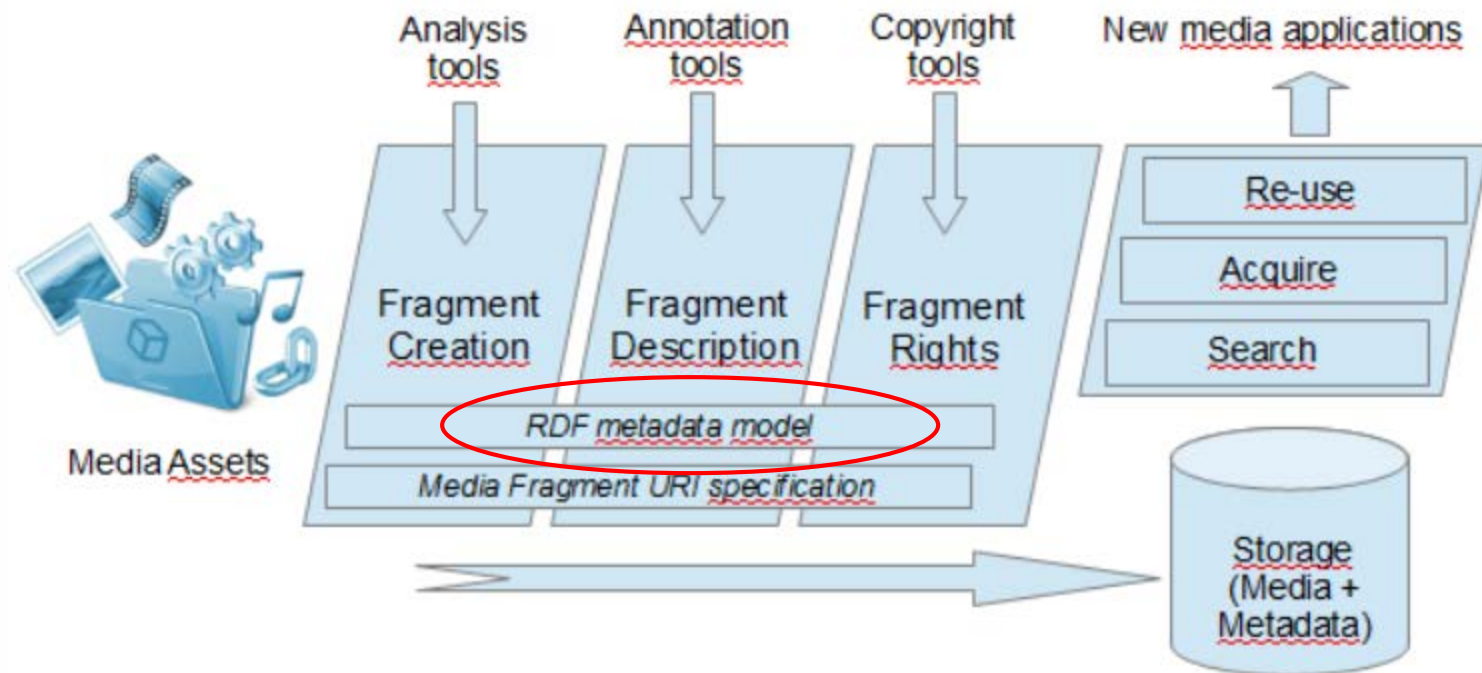 Analysis
tools
Annotation
tools
Copyright
tools
New media applications
Fragment
Creation
Fragment
Description
Fragment
Rights
Re-use
Acquire
Search
RDF metadata model
Media Fragment URI specification
Media Assets
Storage
(Media +
Metadata)